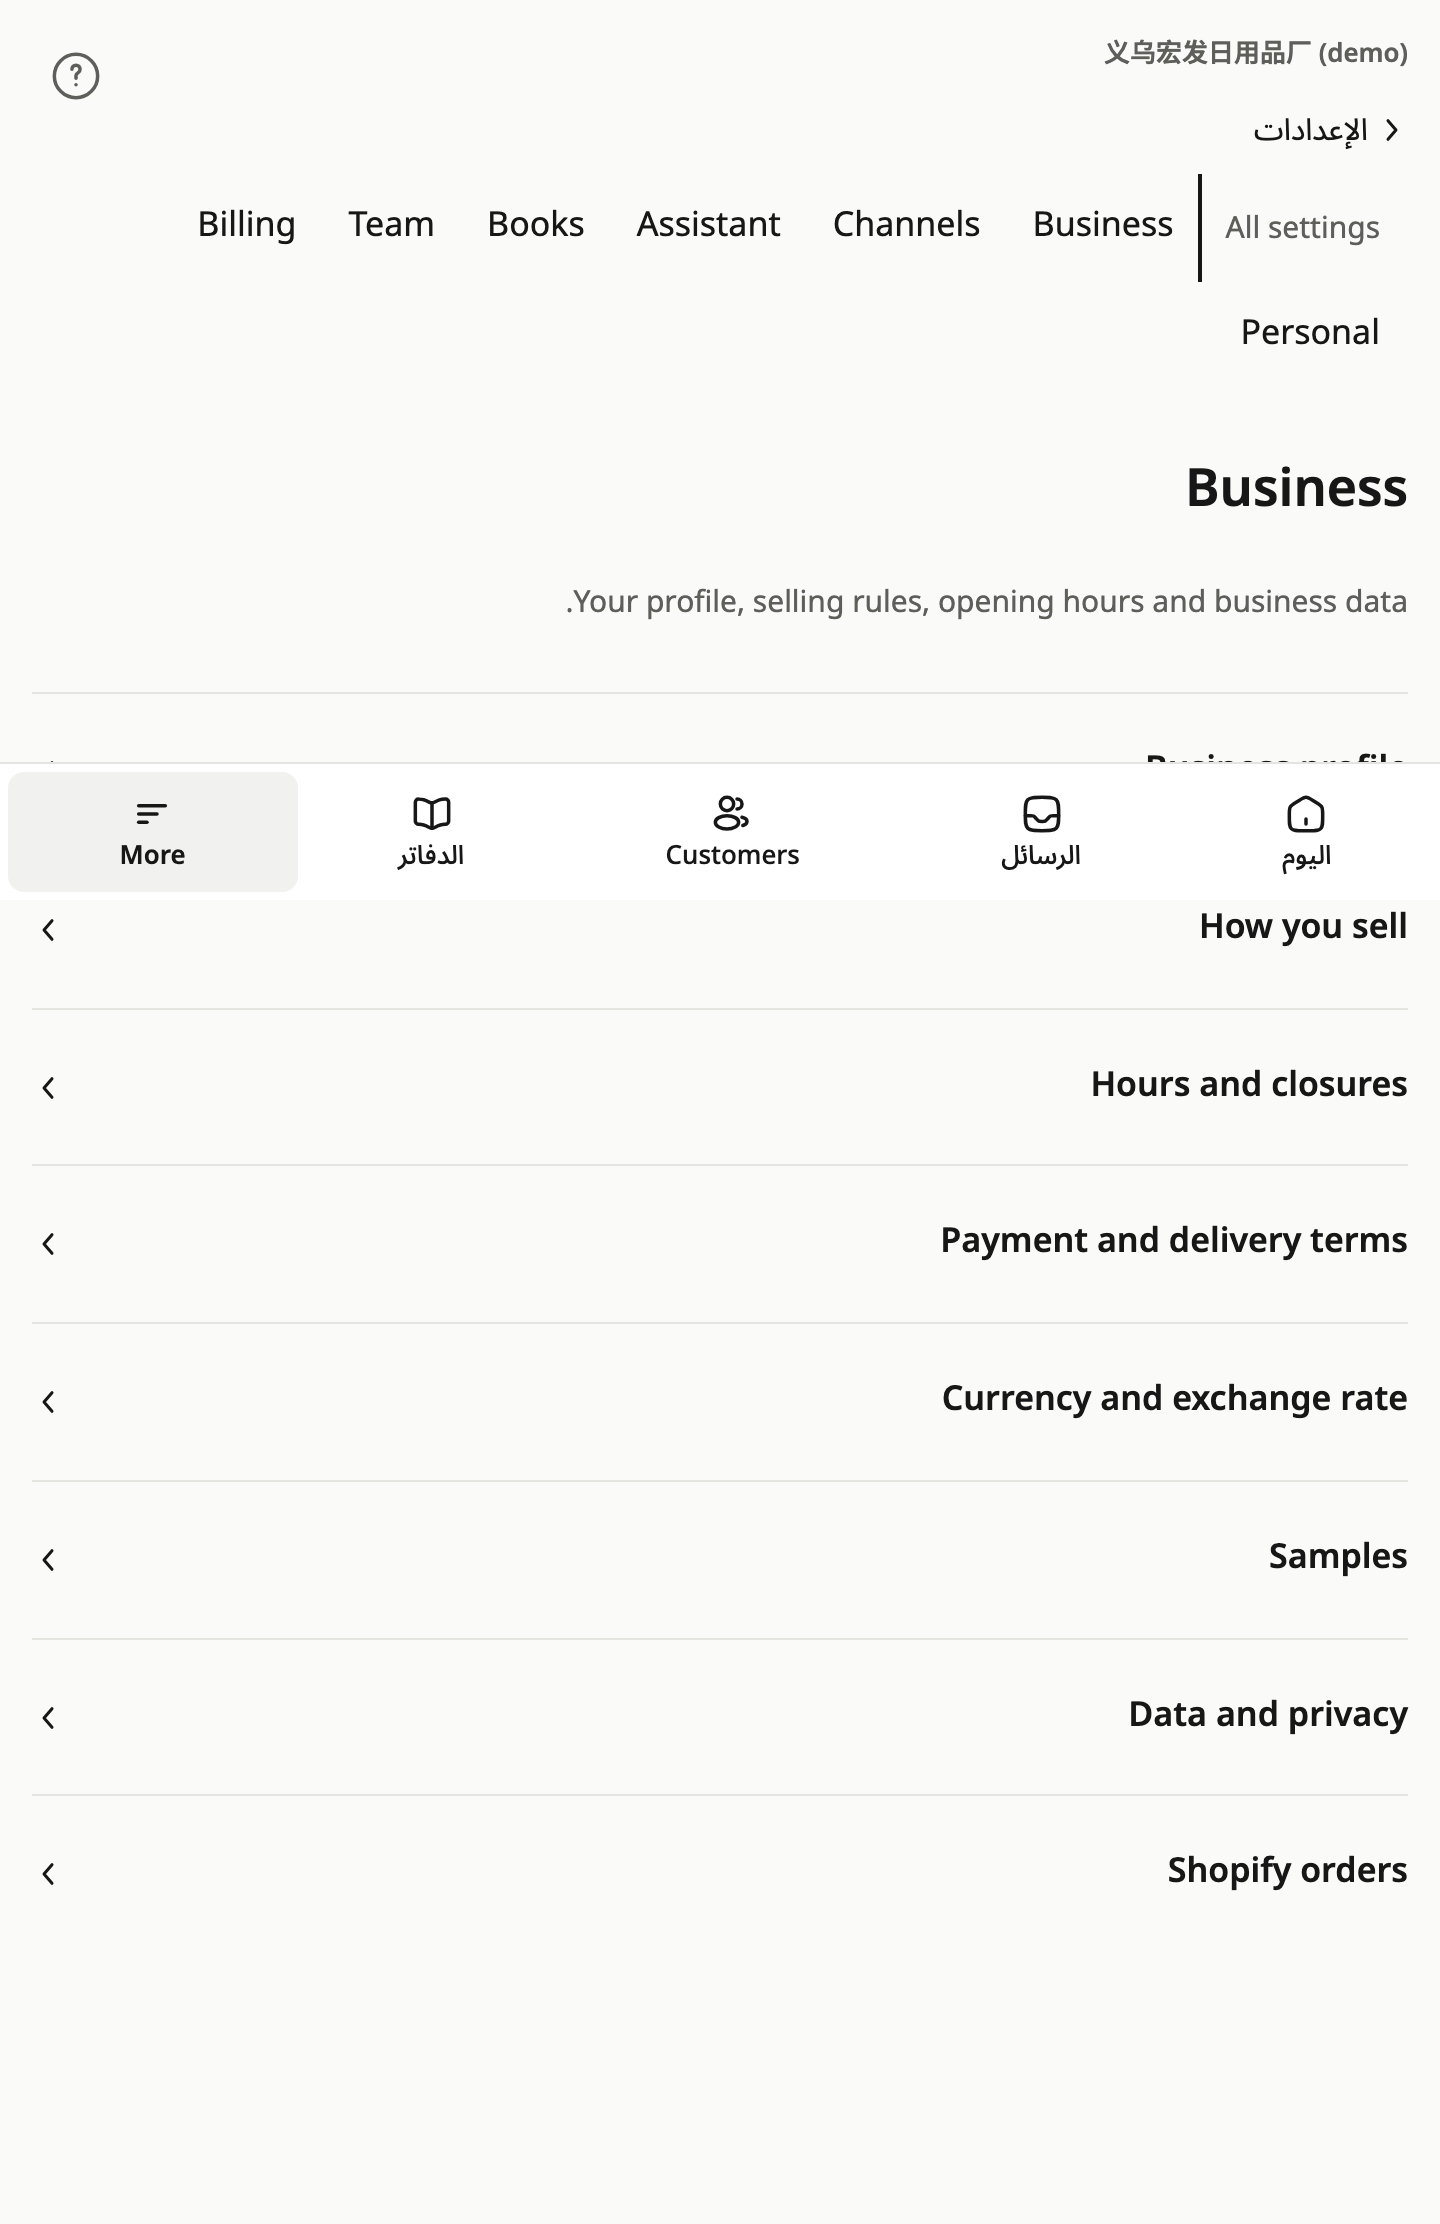 义乌宏发日用品厂 (demo)
الإعدادات
All settings
Business
Channels
Assistant
Books
Team
Billing
Personal
Business
Your profile, selling rules, opening hours and business data.
Business profile
اليوم
الرسائل
Customers
الدفاتر
More
How you sell
Hours and closures
Payment and delivery terms
Currency and exchange rate
Samples
Data and privacy
Shopify orders